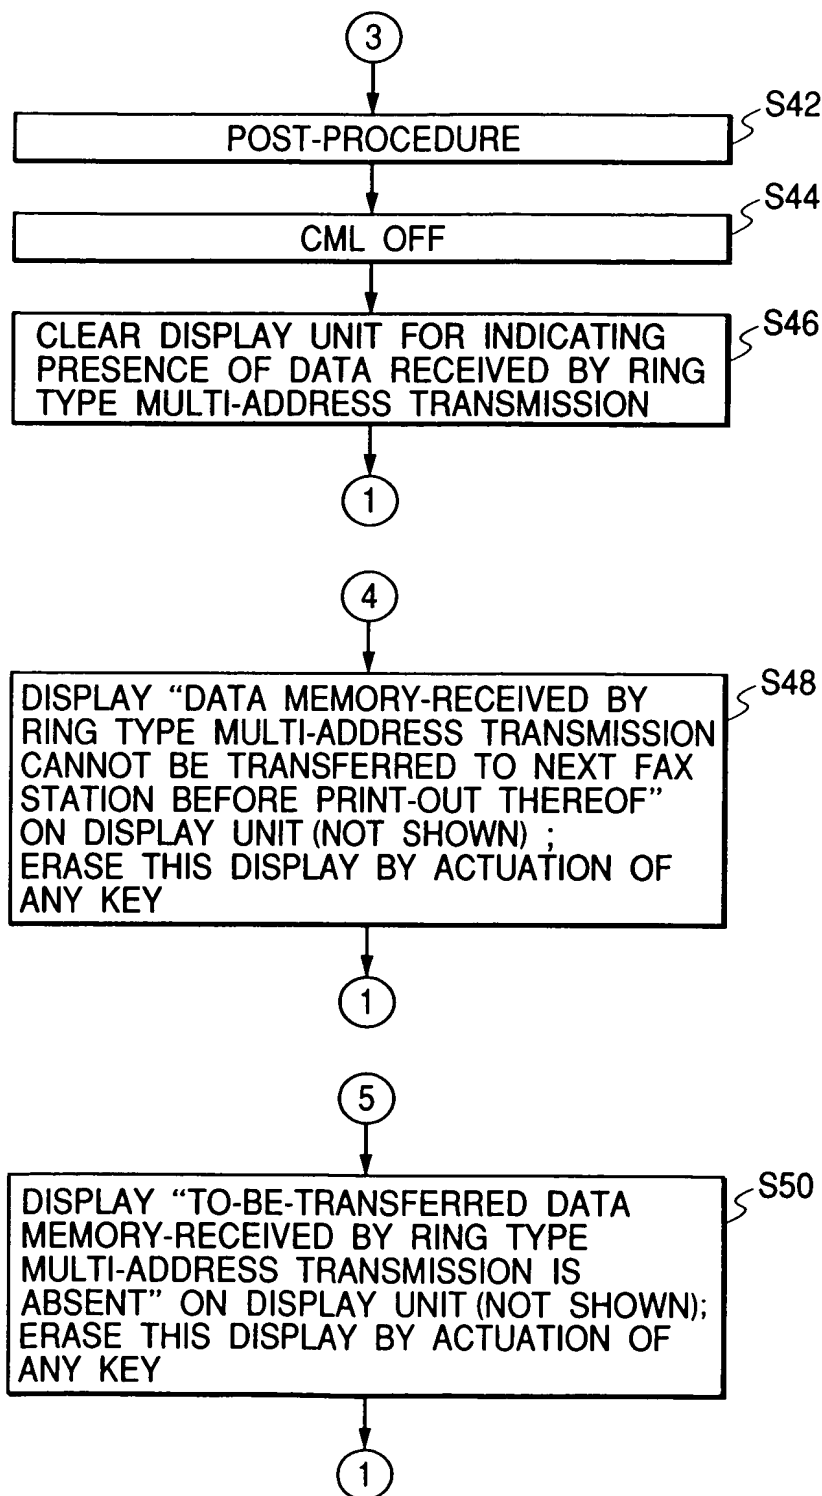 3
S42
POST-PROCEDURE
S44
CML OFF
S46
CLEAR DISPLAY UNIT FOR INDICATING
PRESENCE OF DATA RECEIVED BY RING
TYPE MULTI-ADDRESS TRANSMISSION
1
4
S48
DISPLAY “DATA MEMORY-RECEIVED BY
RING TYPE MULTI-ADDRESS TRANSMISSION
CANNOT BE TRANSFERRED TO NEXT FAX
STATION BEFORE PRINT-OUT THEREOF”
ON DISPLAY UNIT (NOT SHOWN) ;
ERASE THIS DISPLAY BY ACTUATION OF
ANY KEY
1
5
S50
DISPLAY “TO-BE-TRANSFERRED DATA
MEMORY-RECEIVED BY RING TYPE
MULTI-ADDRESS TRANSMISSION IS
ABSENT” ON DISPLAY UNIT (NOT SHOWN);
ERASE THIS DISPLAY BY ACTUATION OF
ANY KEY
1